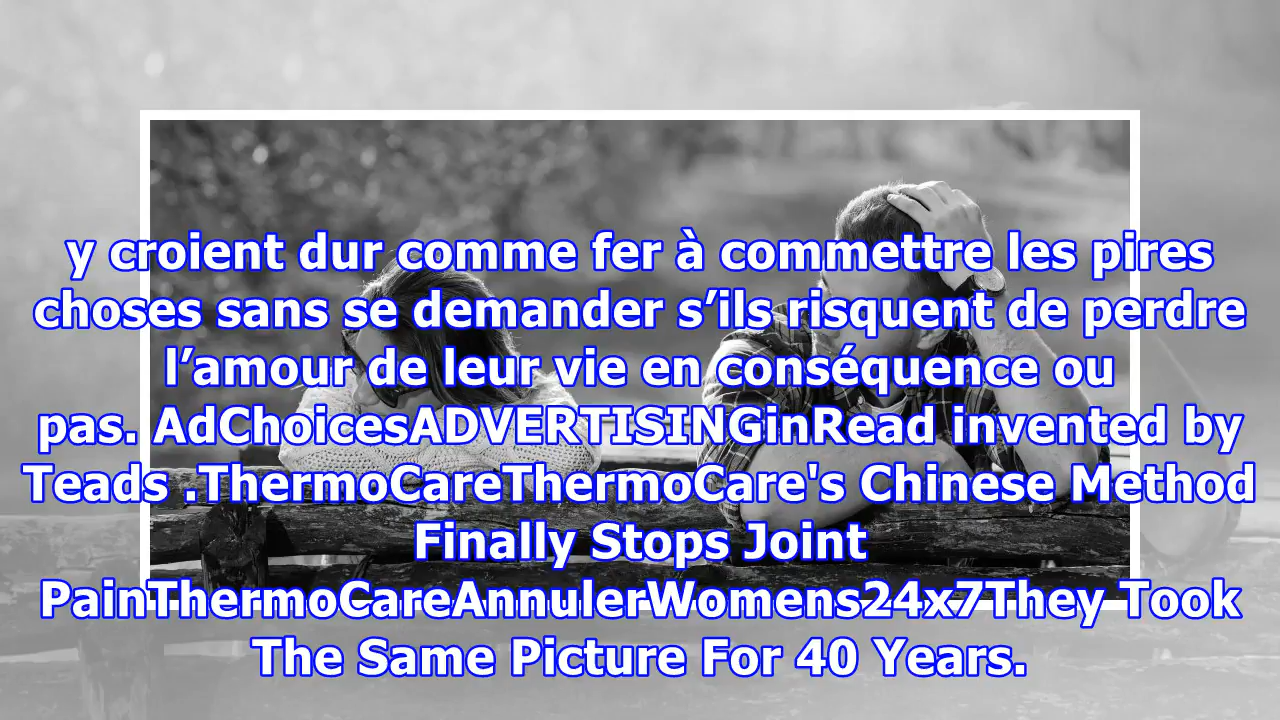 y croient dur comme fer à commettre les pires
choses sans se demander s’ils risquent de perdre
l’amour de leur vie en conséquence ou
pas. AdChoicesADVERTISINGinRead invented by
Teads .ThermoCareThermoCare's Chinese Method
Finally Stops Joint
PainThermoCareAnnulerWomens24x7They Took
The Same Picture For 40 Years.